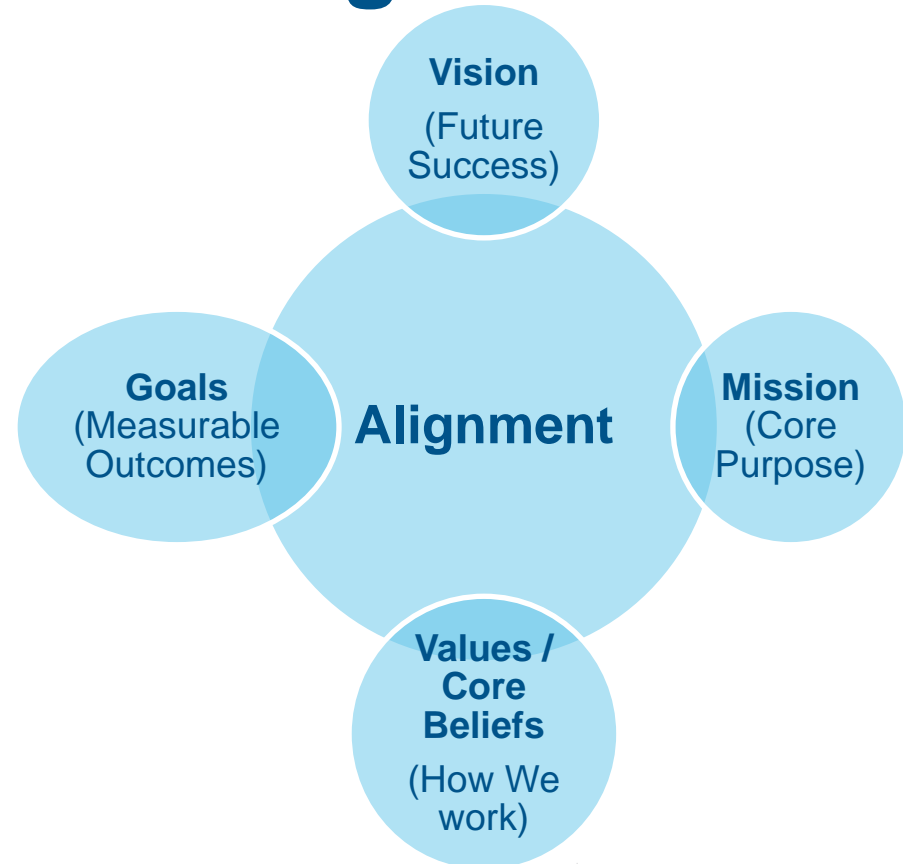 Vision
(Future
Success)
Goals
(Measurable
Outcomes)
Alignment
Mission
(Core
Purpose)
Values /
Core
Beliefs
(How We
work)